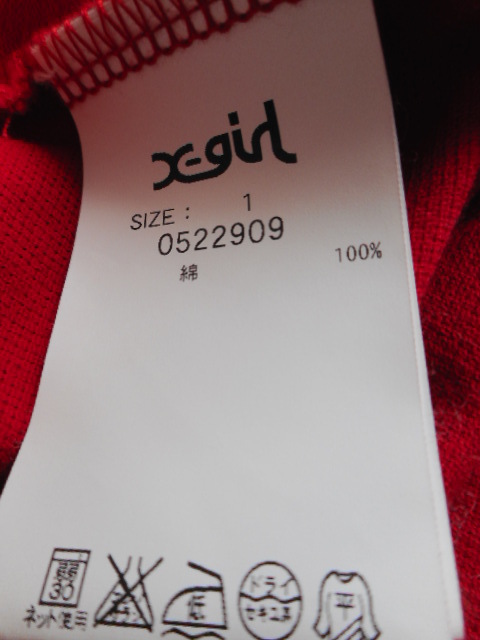 X-girl
SIZE : 1
0522909
綿 100%
弱
30
ネット使用
低
ドライ
セキユ系
平